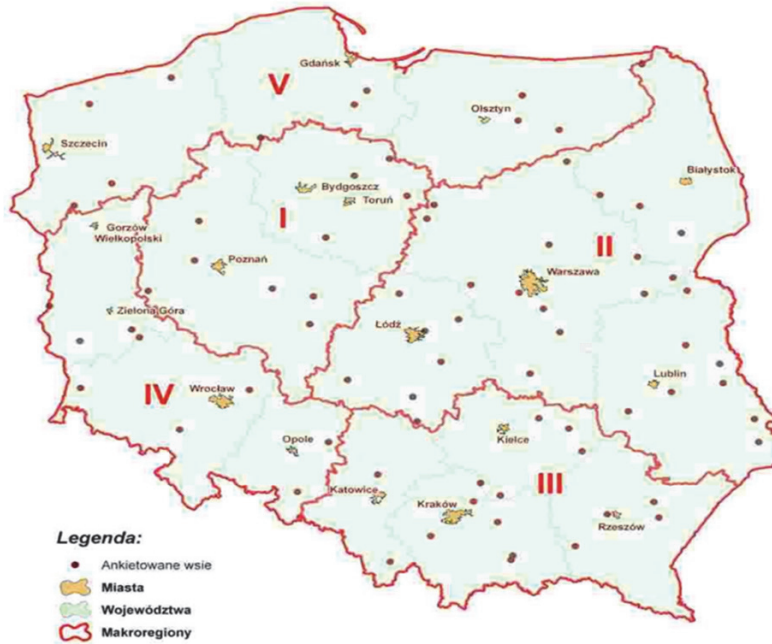 Gdańsk
V
Olsztyn
Szczecin
Białystok
Bydgoszcz
Toruń
Gorzów
Wielkopolski
I
II
Poznań
Warszawa
Zielona Góra
Łódź
IV
Wrocław
Lublin
Opole
Kielce
Katowice
III
Kraków
Rzeszów
Legenda:
Ankietowane wsie
Miasta
Województwa
Makroregiony